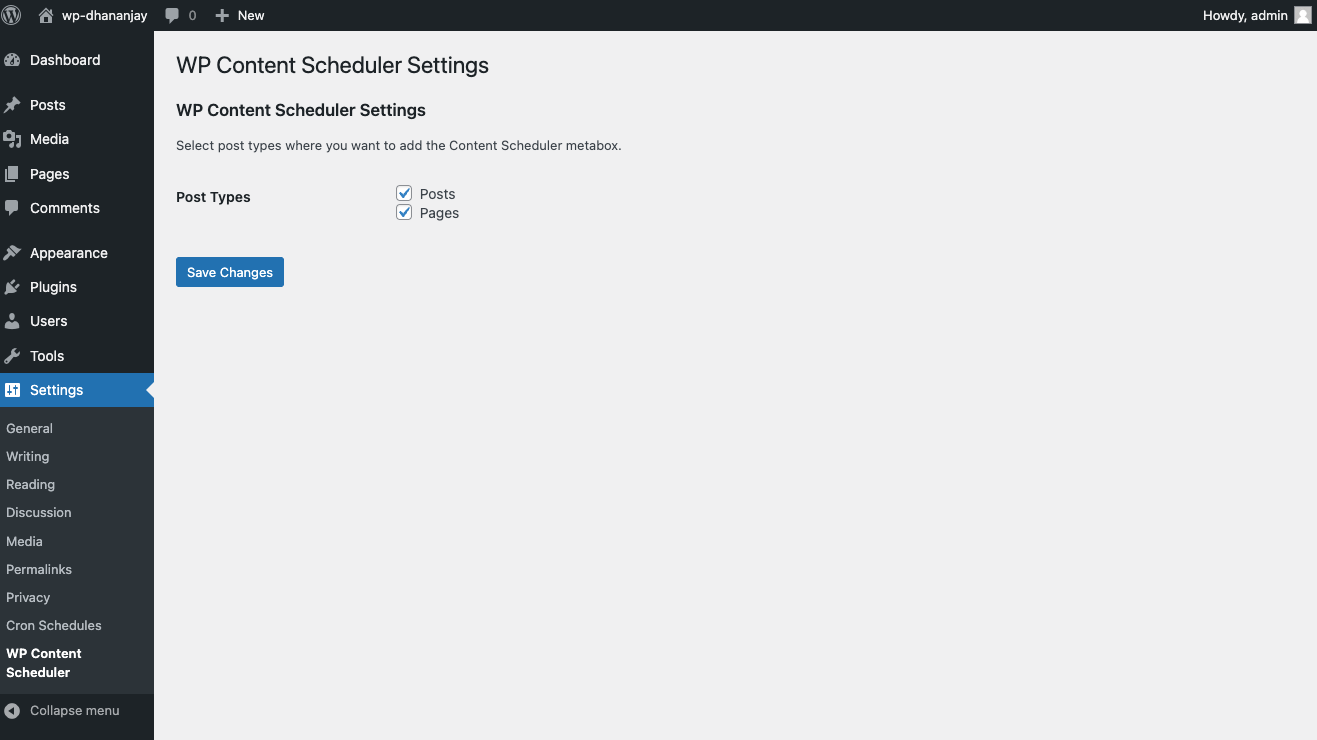 wp-dhananjay 0 New Howdy, admin
Dashboard
Posts
Media
Pages
Comments
Appearance
Plugins
Users
Tools
Settings
General
Writing
Reading
Discussion
Media
Permalinks
Privacy
Cron Schedules
WP Content
Scheduler
Collapse menu
WP Content Scheduler Settings
WP Content Scheduler Settings
Select post types where you want to add the Content Scheduler metabox.
Post Types
Posts
Pages
Save Changes